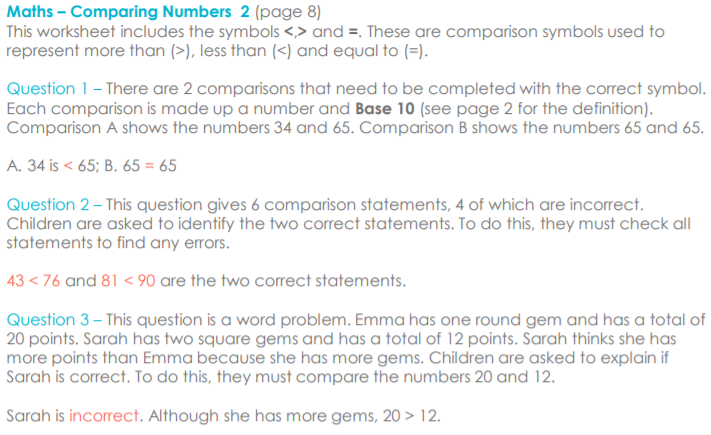 Maths – Comparing Numbers 2 (page 8)
This worksheet includes the symbols <,> and =. These are comparison symbols used to
represent more than (>), less than (<) and equal to (=).
Question 1 – There are 2 comparisons that need to be completed with the correct symbol.
Each comparison is made up a number and Base 10 (see page 2 for the definition).
Comparison A shows the numbers 34 and 65. Comparison B shows the numbers 65 and 65.
A. 34 is < 65; B. 65 = 65
Question 2 – This question gives 6 comparison statements, 4 of which are incorrect.
Children are asked to identify the two correct statements. To do this, they must check all
statements to find any errors.
43 < 76 and 81 < 90 are the two correct statements.
Question 3 – This question is a word problem. Emma has one round gem and has a total of
20 points. Sarah has two square gems and has a total of 12 points. Sarah thinks she has
more points than Emma because she has more gems. Children are asked to explain if
Sarah is correct. To do this, they must compare the numbers 20 and 12.
Sarah is incorrect. Although she has more gems, 20 > 12.